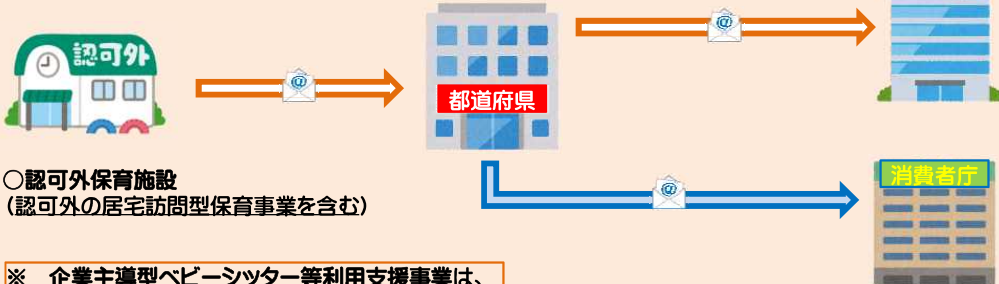 認可外
都道府県
消費者庁
○認可外保育施設
(認可外の居宅訪問型保育事業を含む)
※ 企業主導型ベビーシッター等利用支援事業は、